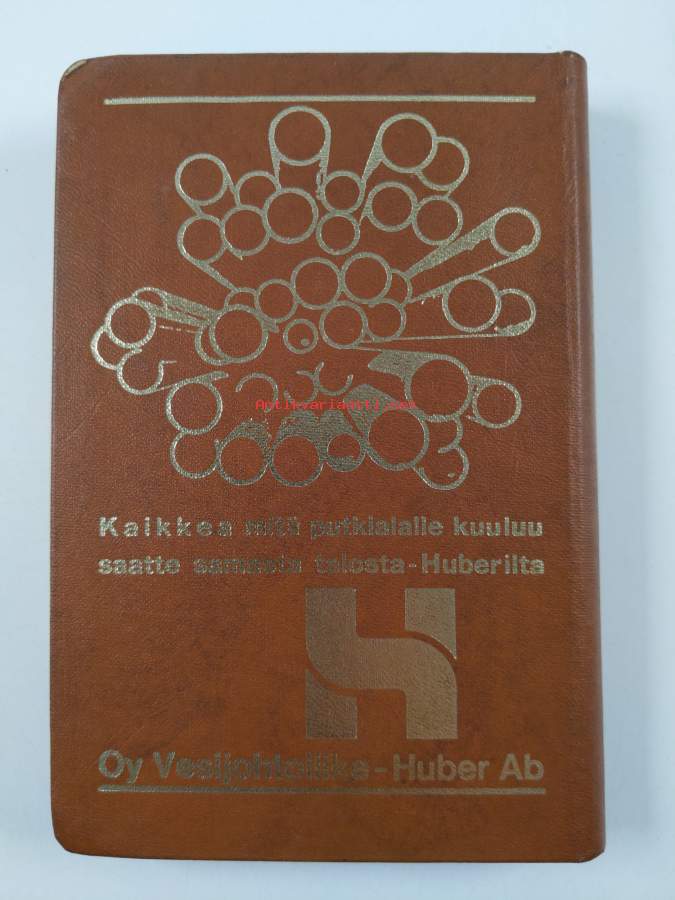 Antikvariaatti.com
Kaikkea mitä putkialalle kuuluu
saatte samasta talosta - Huberilta
Oy Vesijohtoliike - Huber Ab